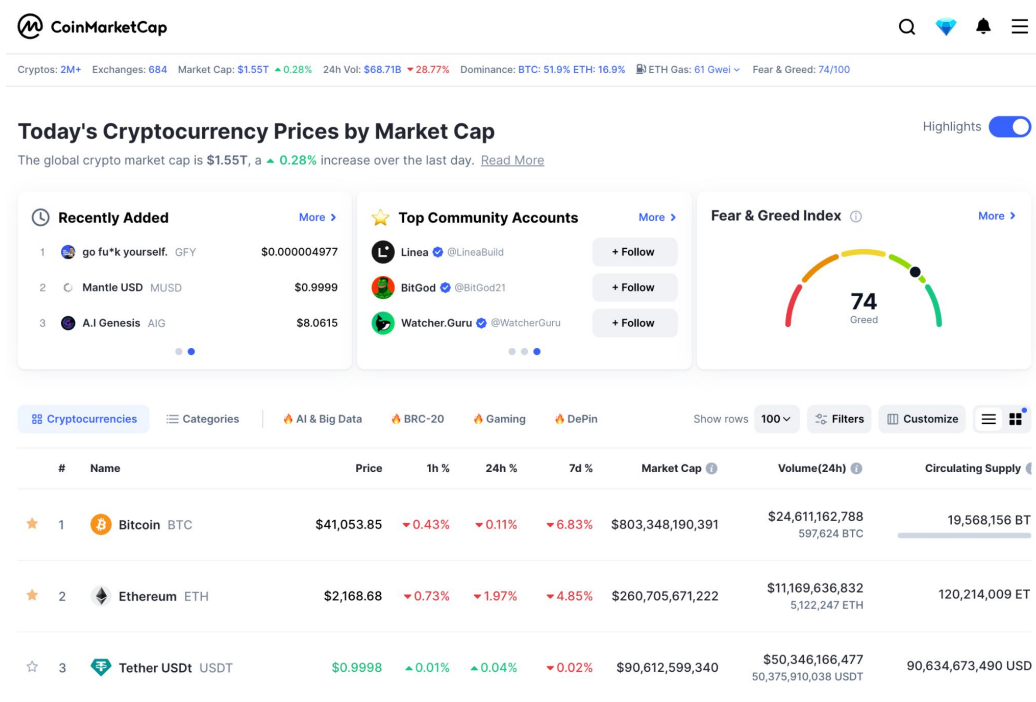 CoinMarketCap
Cryptos: 2M+ Exchanges: 684 Market Cap: $1.55T 0.28% 24h Vol: $68.71B 28.77% Dominance: BTC: 51.9% ETH: 16.9% ETH Gas: 61 Gwei Fear & Greed: 74/100
Today's Cryptocurrency Prices by Market Cap
Highlights
The global crypto market cap is $1.55T, a 0.28% increase over the last day. Read More
Recently Added More
1 go fu*k yourself. GFY $0.000004977
2 Mantle USD MUSD $0.9999
3 A.I Genesis AIG $8.0615
Top Community Accounts More
Linea @LineaBuild + Follow
BitGod @BitGod21 + Follow
Watcher.Guru @WatcherGuru + Follow
Fear & Greed Index More
74
Greed
Cryptocurrencies Categories AI & Big Data BRC-20 Gaming DePin Show rows 100 Filters Customize
# Name Price 1h % 24h % 7d % Market Cap Volume(24h) Circulating Supply
1 Bitcoin BTC $41,053.85 0.43% 0.11% 6.83% $803,348,190,391 $24,611,162,788 19,568,156 BT
597,624 BTC
2 Ethereum ETH $2,168.68 0.73% 1.97% 4.85% $260,705,671,222 $11,169,636,832 120,214,009 ET
5,122,247 ETH
3 Tether USDt USDT $0.9998 0.01% 0.04% 0.02% $90,612,599,340 $50,346,166,477 90,634,673,490 USD
50,375,910,038 USDT